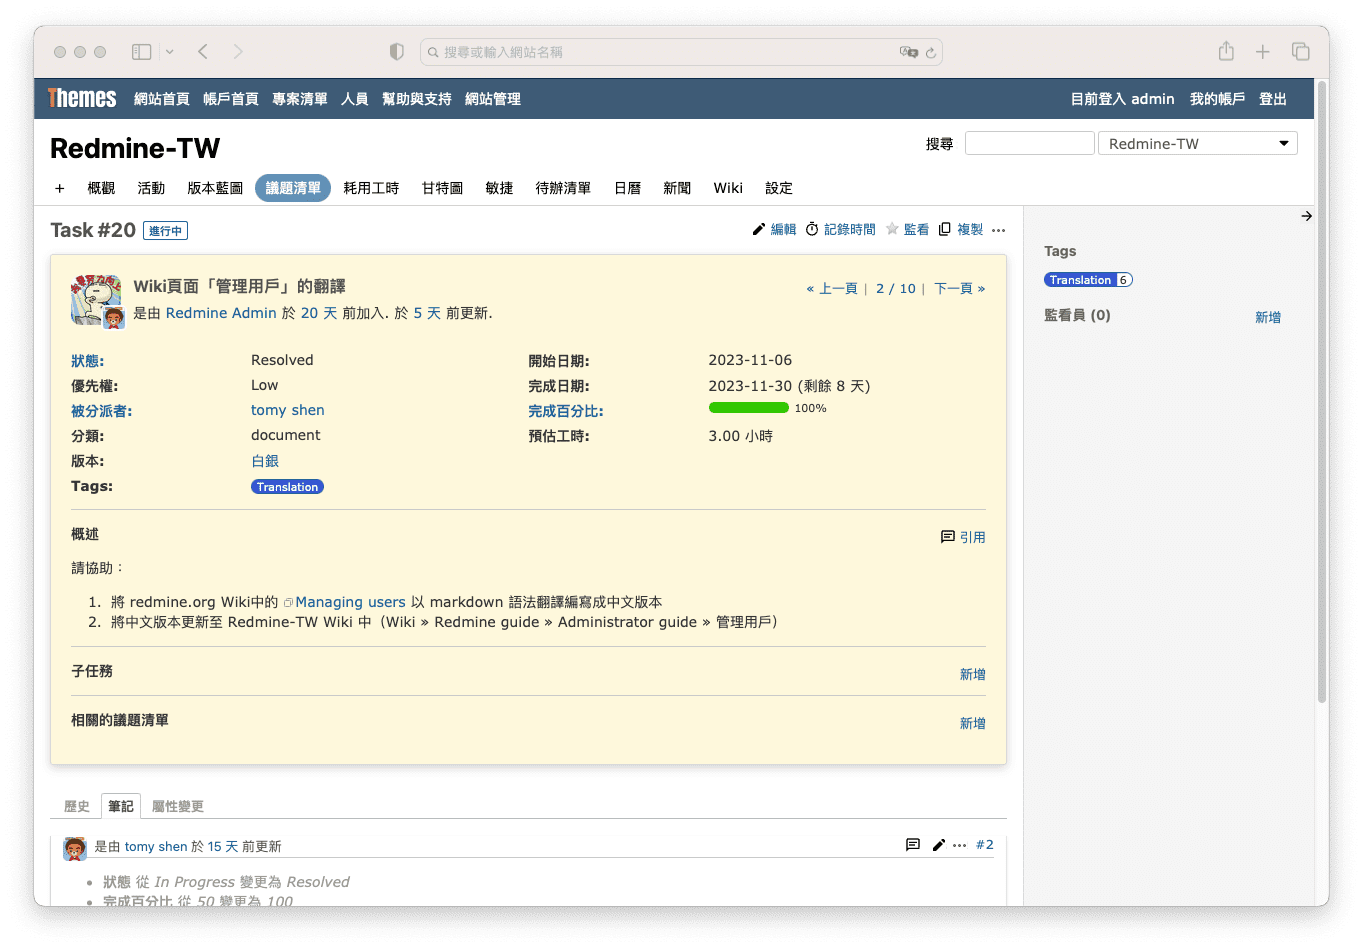 搜尋或輸入網站名稱
Themes 網站首頁 帳戶首頁 專案清單 人員 幫助與支持 網站管理 目前登入 admin 我的帳戶 登出
Redmine-TW 搜尋 Redmine-TW
+ 概觀 活動 版本藍圖 議題清單 耗用工時 甘特圖 敏捷 待辦清單 日曆 新聞 Wiki 設定
Task #20 進行中 編輯 記錄時間 監看 複製 ...
Wiki頁面「管理用戶」的翻譯
« 上一頁 | 2 / 10 | 下一頁 »
是由 Redmine Admin 於 20 天 前加入. 於 5 天 前更新.
狀態: Resolved 開始日期: 2023-11-06
優先權: Low 完成日期: 2023-11-30 (剩餘 8 天)
被分派者: tomy shen 完成百分比: 100%
分類: document 預估工時: 3.00 小時
版本: 白銀
Tags: Translation
概述 引用
請協助：
1. 將 redmine.org Wiki中的 Managing users 以 markdown 語法翻譯編寫成中文版本
2. 將中文版本更新至 Redmine-TW Wiki 中（Wiki » Redmine guide » Administrator guide » 管理用戶）
子任務 新增
相關的議題清單 新增
歷史 筆記 屬性變更
是由 tomy shen 於 15 天 前更新 ... #2
• 狀態 從 In Progress 變更為 Resolved
• 完成百分比 從 50 變更為 100
Tags
Translation 6
監看員 (0) 新增